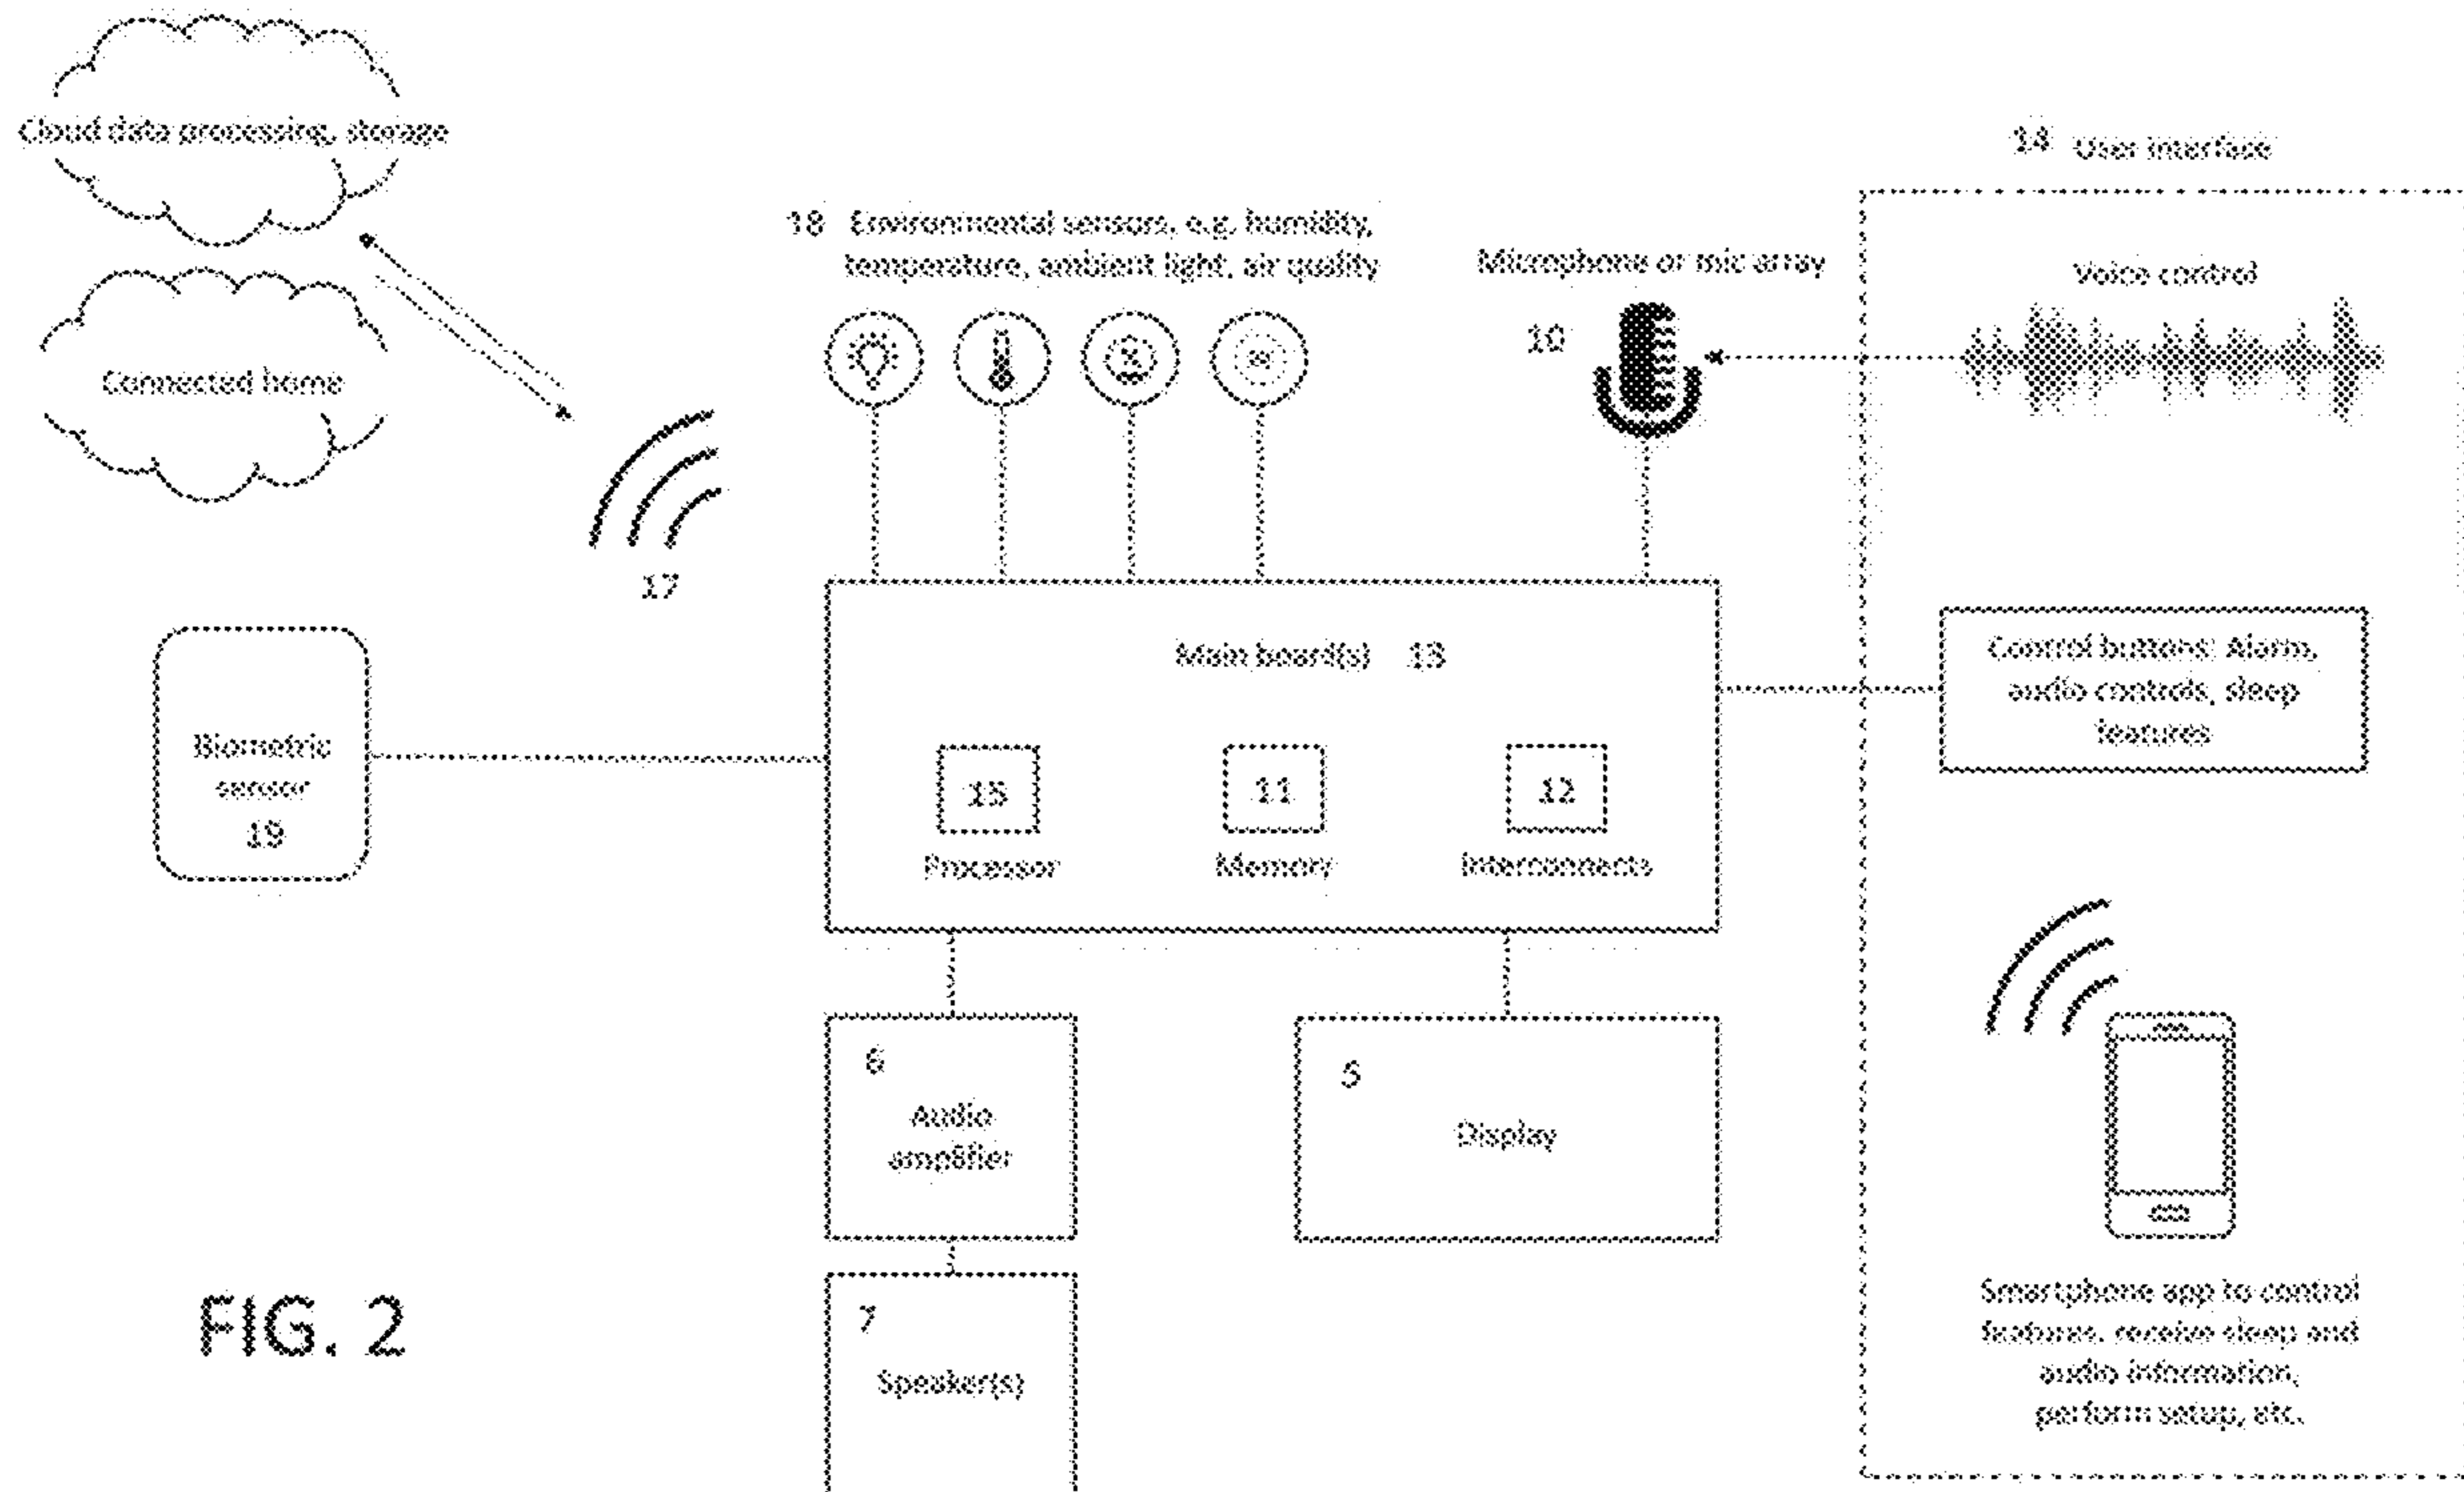 Cloud data processing, storage
14 User interface
18 Environmental sensors, e.g. humidity,
temperature, ambient light, air quality
Microphone or mic array
Voice control
10
Connected home
17
Main board(s) 13
Control buttons: Alarm,
audio controls, sleep
features
Biometric
sensor
19
15
11
12
Processor
Memory
Interconnects
6
Audio
amplifier
5
Display
7
Speaker(s)
Smartphone app to control
features, receive sleep and
audio information,
perform setup, etc.
FIG. 2